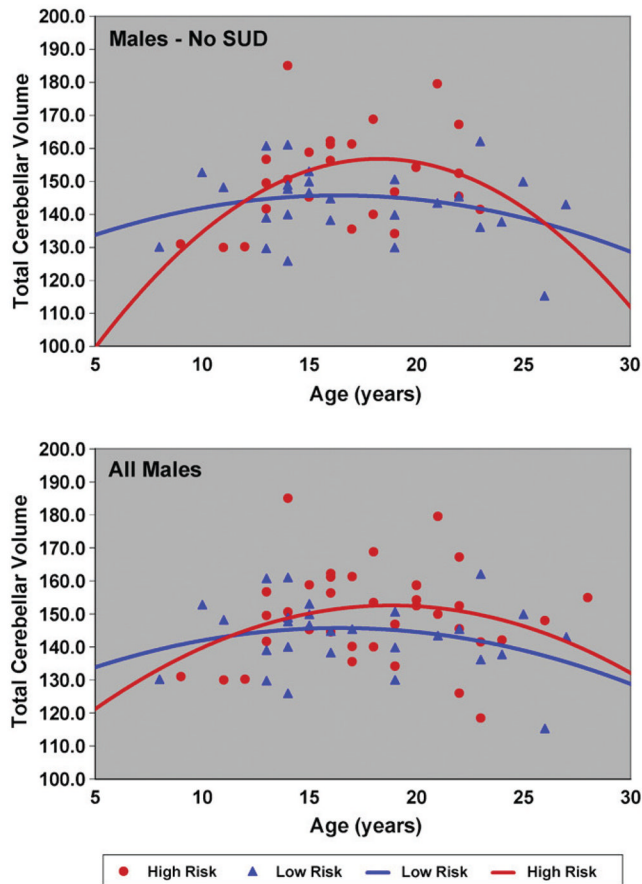 Males - No SUD
Total Cerebellar Volume
200.0
190.0
180.0
170.0
160.0
150.0
140.0
130.0
120.0
110.0
100.0
5 10 15 20 25 30
Age (years)
All Males
Total Cerebellar Volume
200.0
190.0
180.0
170.0
160.0
150.0
140.0
130.0
120.0
110.0
100.0
5 10 15 20 25 30
Age (years)
High Risk Low Risk Low Risk High Risk